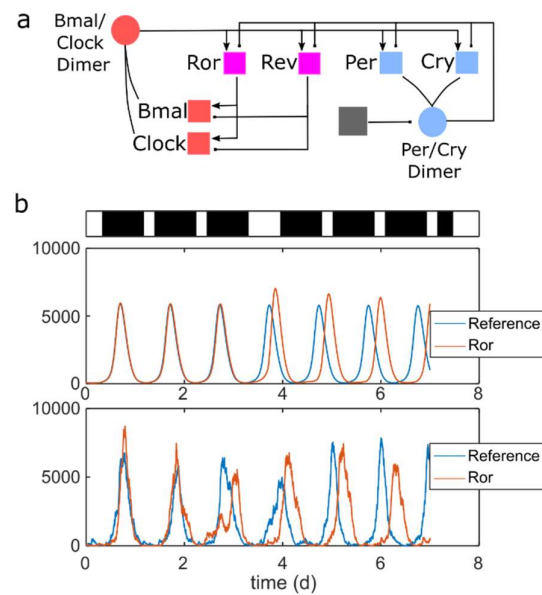 a
Bmal/
Clock
Dimer
Ror Rev Per Cry
Bmal
Clock
Per/Cry
Dimer
b
10000
5000
0
0 2 4 6 8
Reference
Ror
10000
5000
0
0 2 4 6 8
Reference
Ror
time (d)